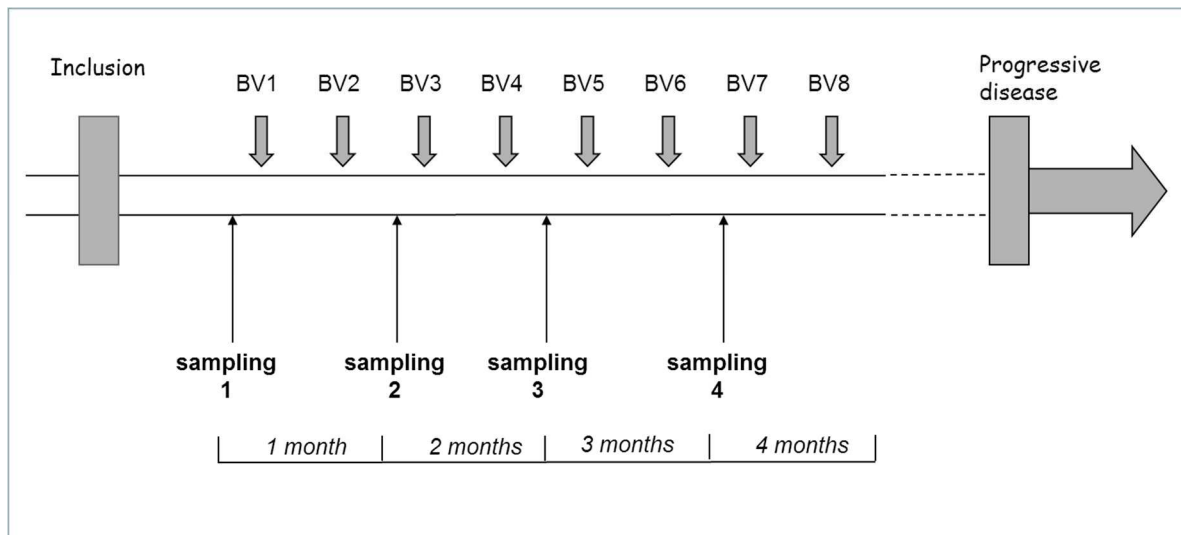 Inclusion
BV1 BV2 BV3 BV4 BV5 BV6 BV7 BV8
Progressive
disease
sampling
1
sampling
2
sampling
3
sampling
4
1 month 2 months 3 months 4 months